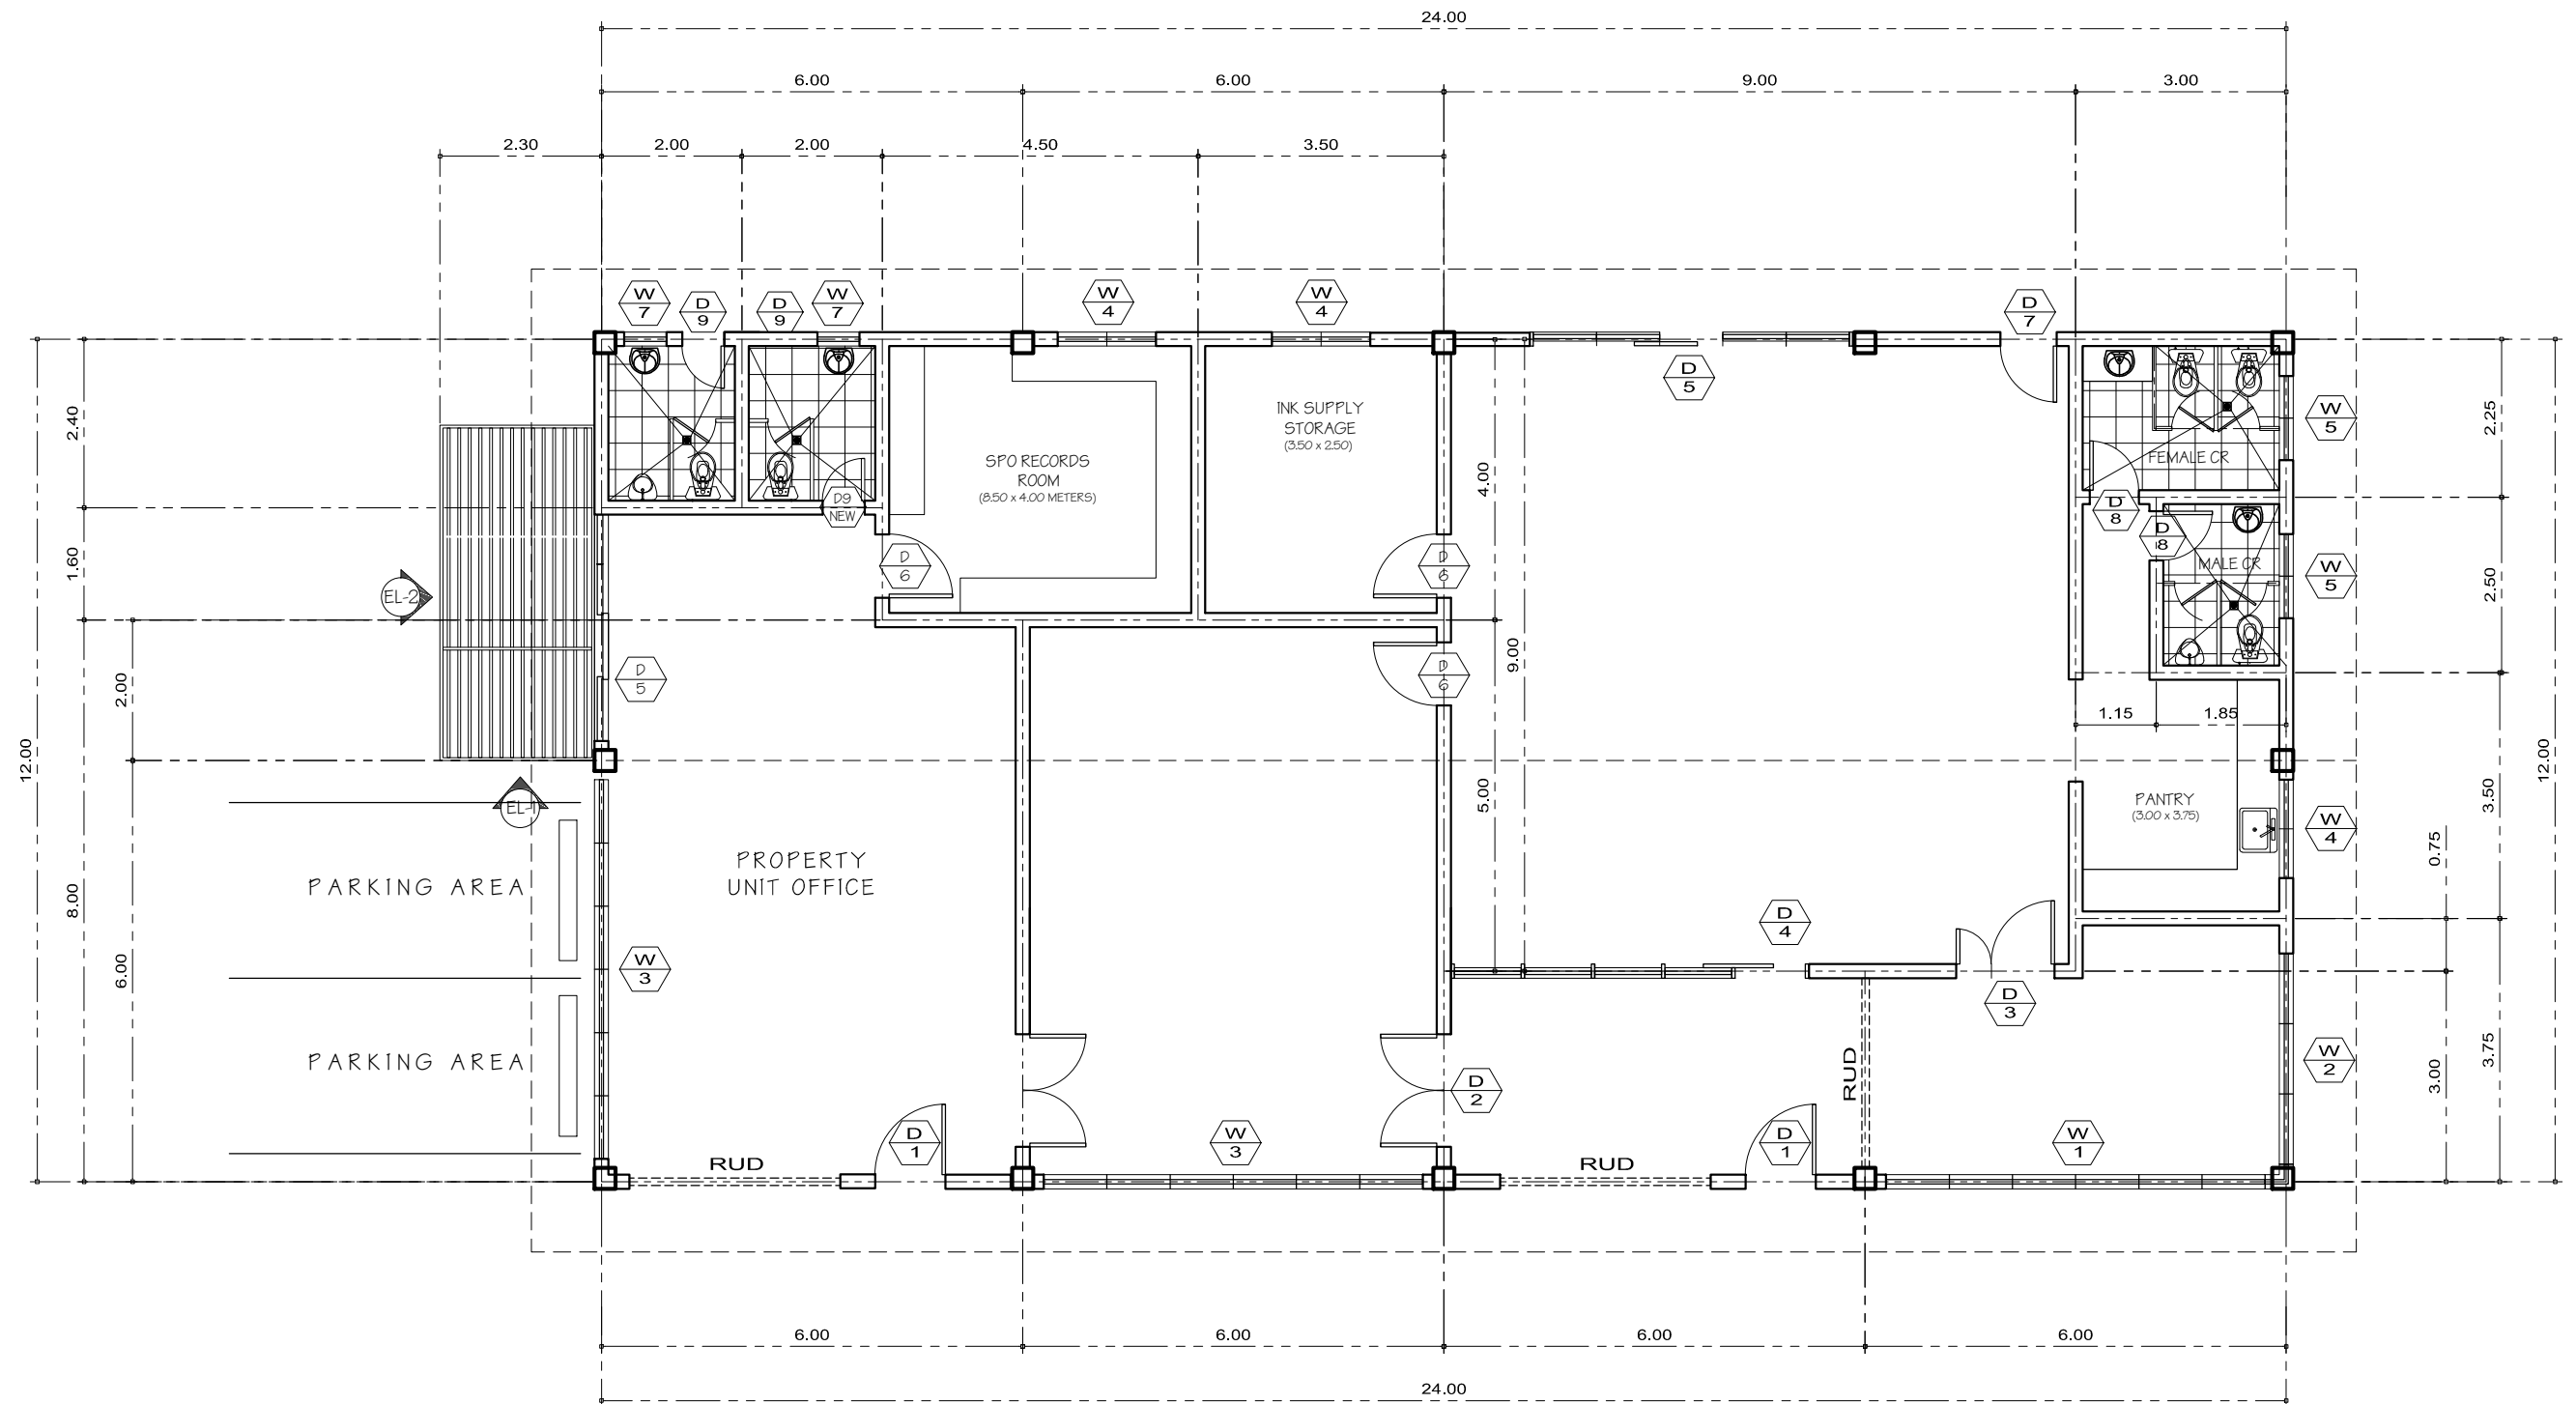 24.00
6.00 6.00 9.00 3.00
2.30 2.00 2.00 4.50 3.50
W 7
D 9
D 9
W 7
W 4
W 4
D 7
D 5
INK SUPPLY
STORAGE
(3.50 x 2.50)
SPO RECORDS
ROOM
(8.50 x 4.00 METERS)
D9
NEW
D 6
D 6
D 6
FEMALE CR
D 8
D 8
MALE CR
W 5
W 5
2.40
1.60
2.00
12.00
8.00
6.00
4.00
9.00
5.00
2.25
2.50
12.00
3.50
0.75
3.75
3.00
1.15 1.85
EL-2
D 5
EL-1
PANTRY
(3.00 x 3.75)
W 4
PROPERTY
UNIT OFFICE
PARKING AREA
D 4
W 3
D 3
PARKING AREA
RUD
W 2
D 2
D 1
W 3
D 1
W 1
RUD
RUD
6.00 6.00 6.00 6.00
24.00